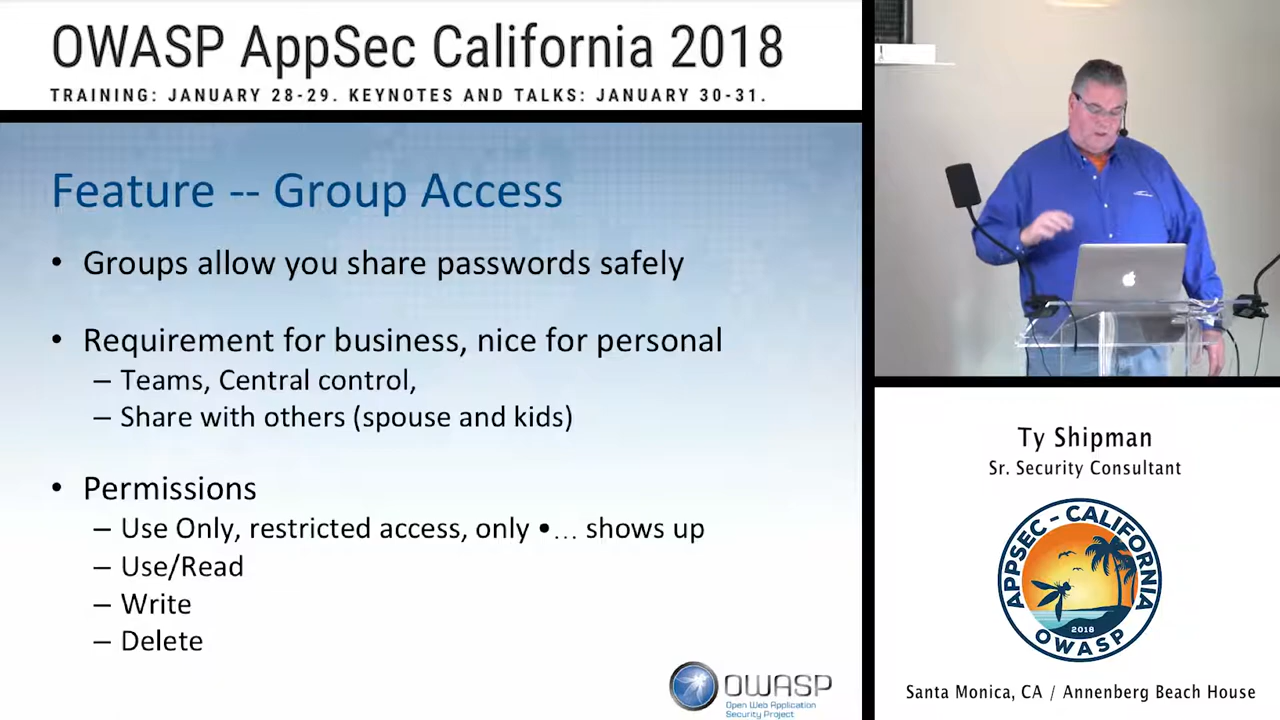 OWASP AppSec California 2018
TRAINING: JANUARY 28-29. KEYNOTES AND TALKS: JANUARY 30-31.
Feature -- Group Access
• Groups allow you share passwords safely
• Requirement for business, nice for personal
– Teams, Central control,
– Share with others (spouse and kids)
• Permissions
– Use Only, restricted access, only •… shows up
– Use/Read
– Write
– Delete
OWASP
Open Web Application
Security Project
Ty Shipman
Sr. Security Consultant
APPSEC - CALIFORNIA
2018
OWASP
Santa Monica, CA / Annenberg Beach House